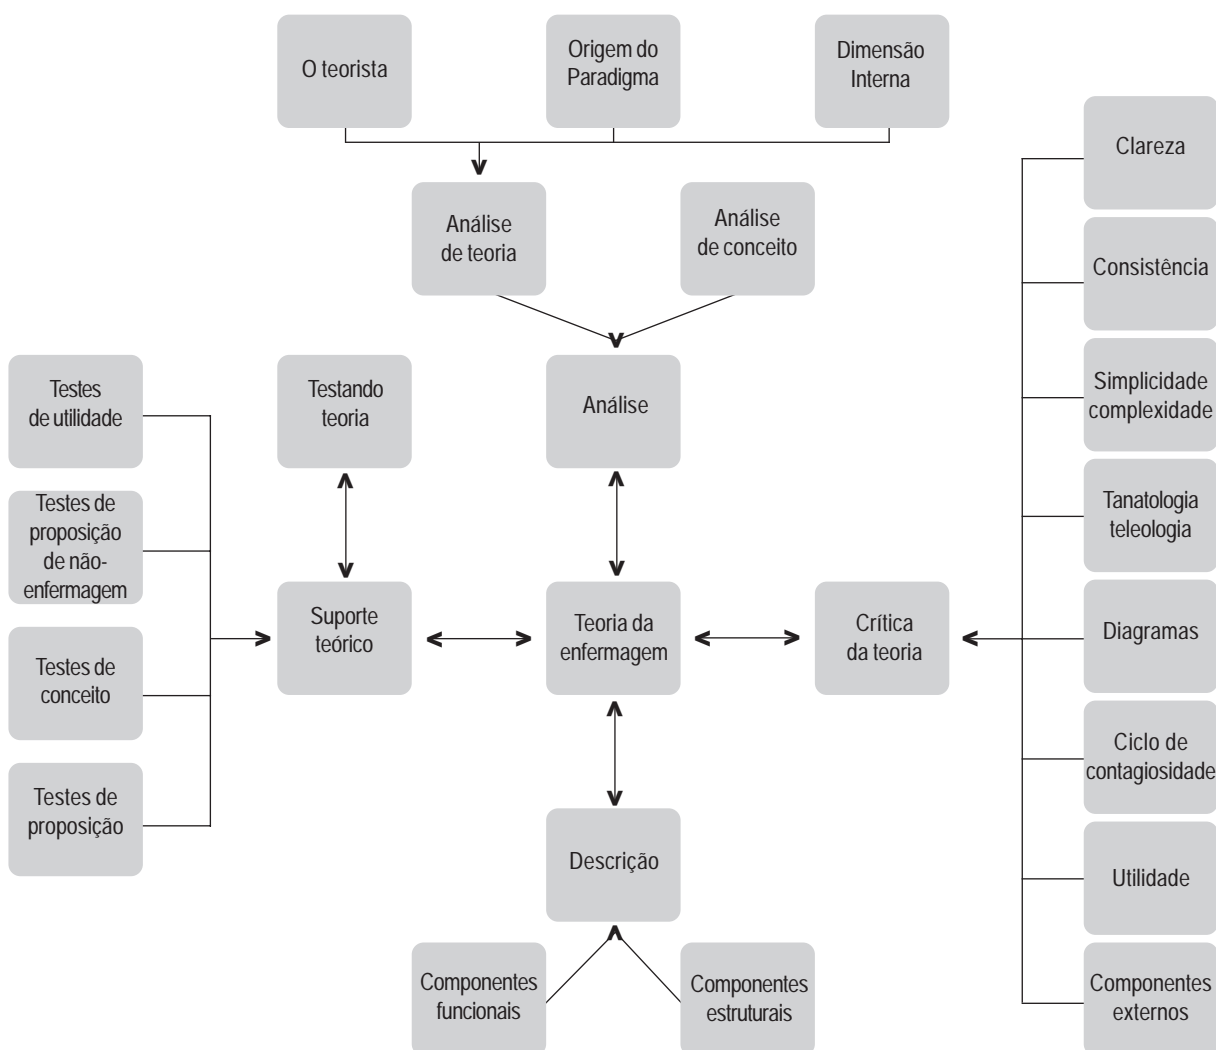 O teorista
Origem do
Paradigma
Dimensão
Interna
Clareza
Análise
de teoria
Análise
de conceito
Consistência
Testes
de utilidade
Testando
teoria
Análise
Simplicidade
complexidade
Testes de
proposição
de não-
enfermagem
Tanatologia
teleologia
Suporte
teórico
Teoria da
enfermagem
Crítica
da teoria
Diagramas
Testes de
conceito
Ciclo de
contagiosidade
Testes de
proposição
Descrição
Utilidade
Componentes
funcionais
Componentes
estruturais
Componentes
externos